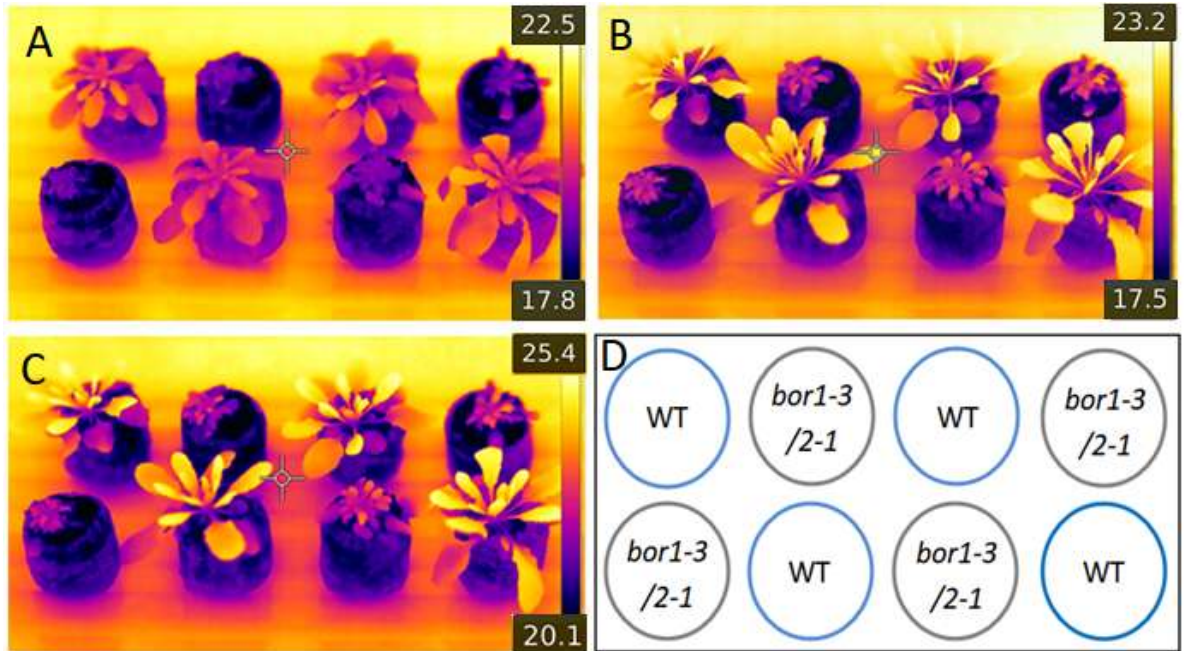 A
22.5
17.8
B
23.2
17.5
C
25.4
20.1
D
WT
bor1-3
/2-1
WT
bor1-3
/2-1
bor1-3
/2-1
WT
bor1-3
/2-1
WT